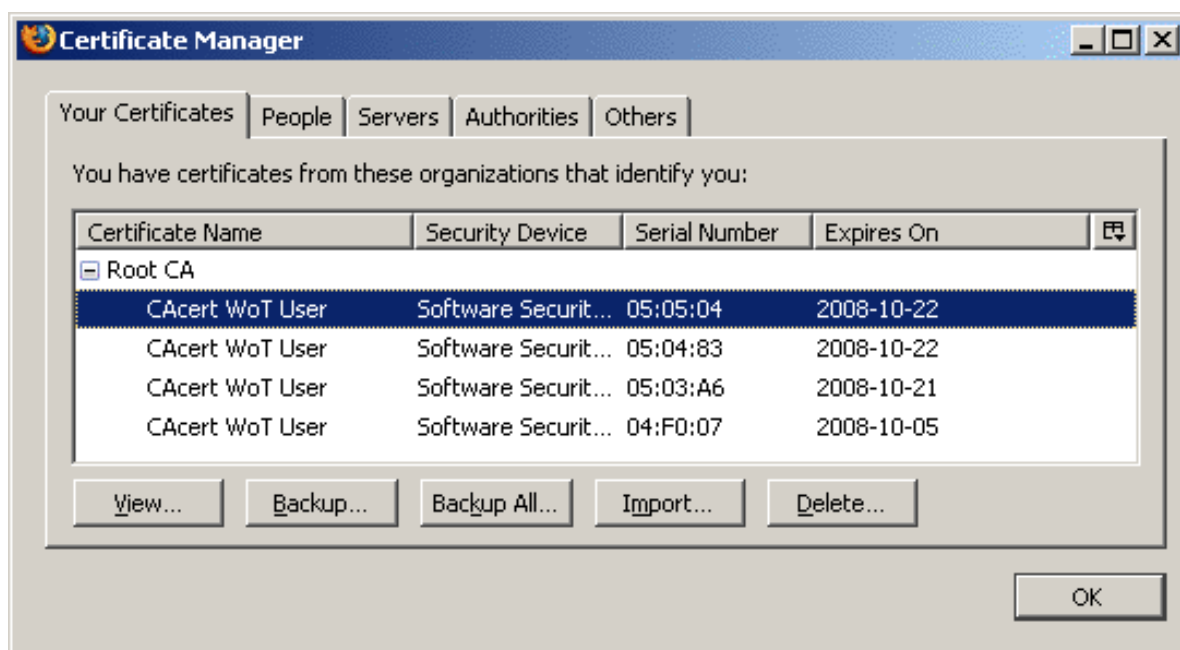 Certificate Manager
Your Certificates People Servers Authorities Others
You have certificates from these organizations that identify you:
Certificate Name Security Device Serial Number Expires On
Root CA
CAcert WoT User Software Securit... 05:05:04 2008-10-22
CAcert WoT User Software Securit... 05:04:83 2008-10-22
CAcert WoT User Software Securit... 05:03:A6 2008-10-21
CAcert WoT User Software Securit... 04:F0:07 2008-10-05
View... Backup... Backup All... Import... Delete...
OK